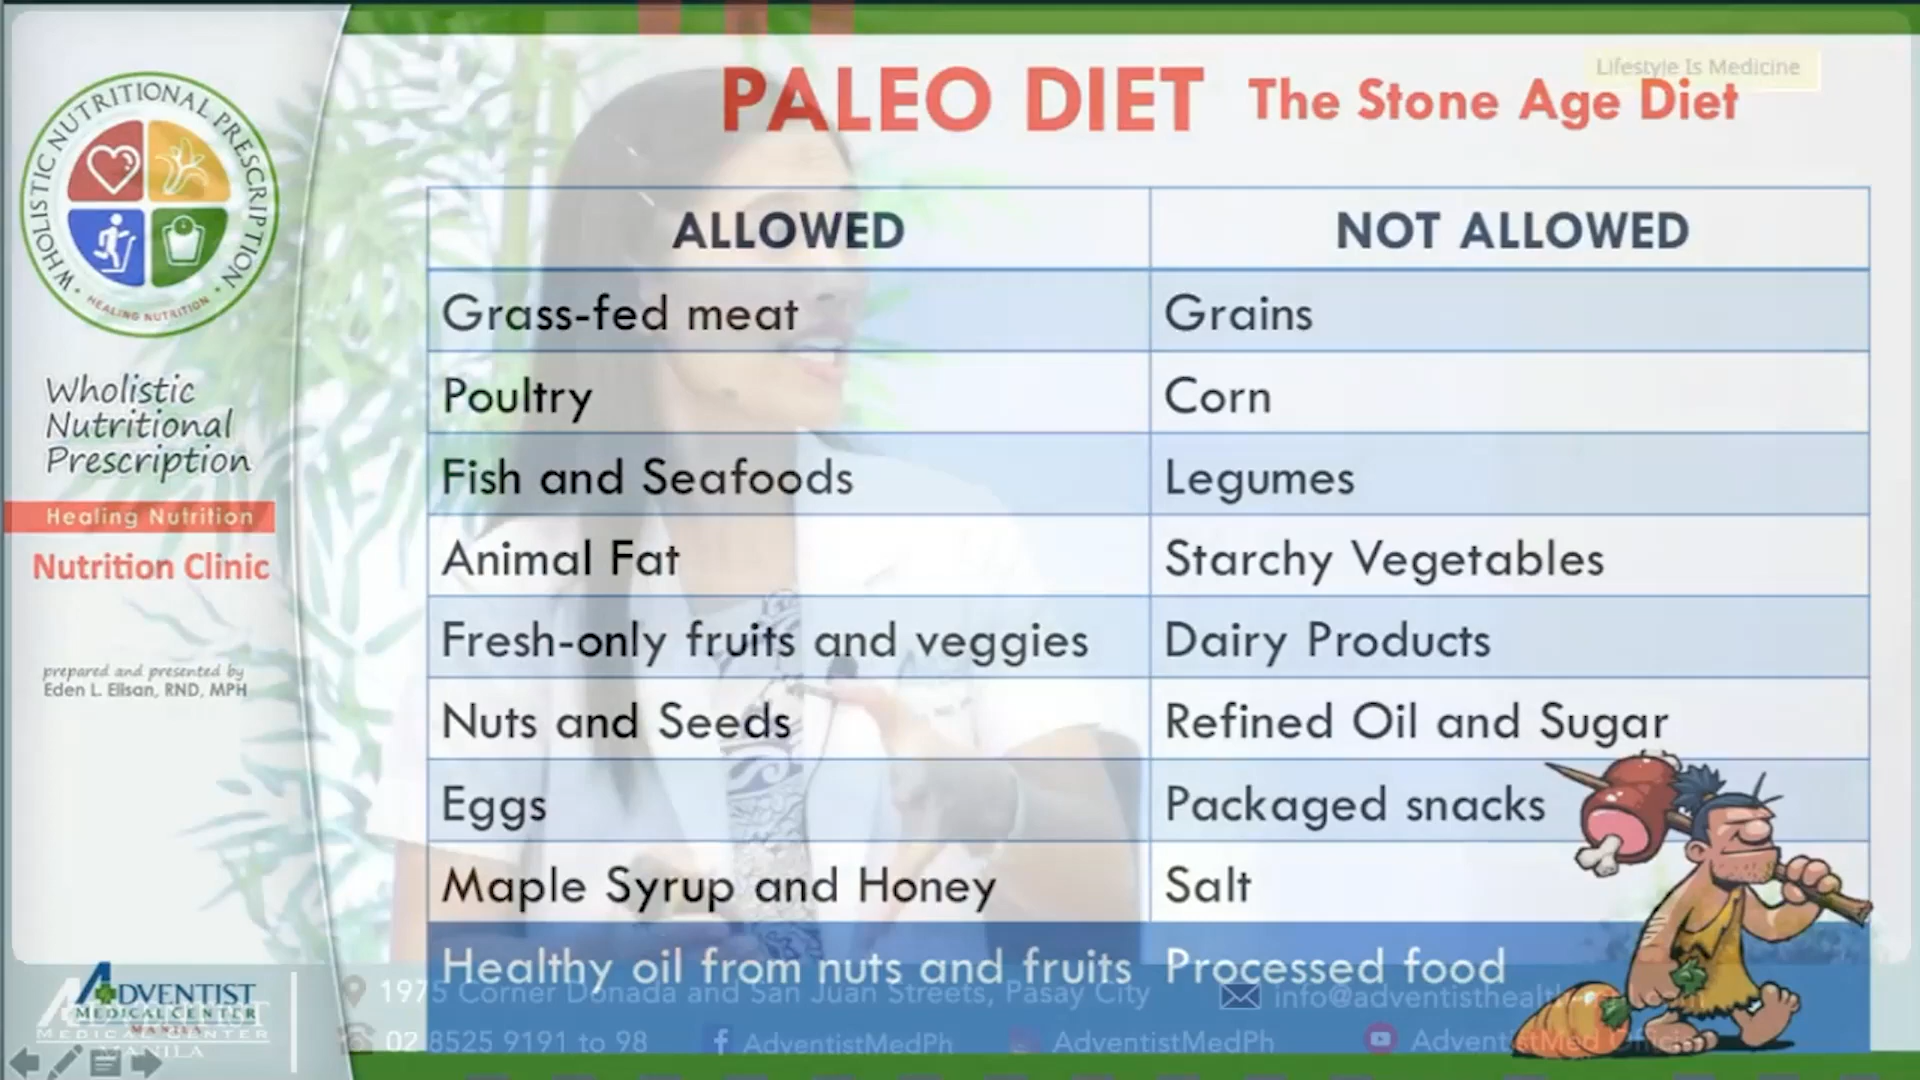 WHOLISTIC NUTRITIONAL PRESCRIPTION
HEALING NUTRITION
Wholistic
Nutritional
Prescription
Healing Nutrition
Nutrition Clinic
prepared and presented by
Eden L. Elisan, RND, MPH
ADVENTIST
MEDICAL CENTER
MANILA
Lifestyle Is Medicine
PALEO DIET The Stone Age Diet
ALLOWED NOT ALLOWED
Grass-fed meat Grains
Poultry Corn
Fish and Seafoods Legumes
Animal Fat Starchy Vegetables
Fresh-only fruits and veggies Dairy Products
Nuts and Seeds Refined Oil and Sugar
Eggs Packaged snacks
Maple Syrup and Honey Salt
Healthy oil from nuts and fruits Processed food
1975 Corner Donada and San Juan Streets, Pasay City
02 8525 9191 to 98 AdventistMedPh AdventistMedPh